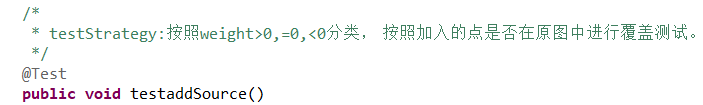 /*
* testStrategy:按照weight>0,=0,<0分类， 按照加入的点是否在原图中进行覆盖测试。
*/
@Test
public void testaddSource()